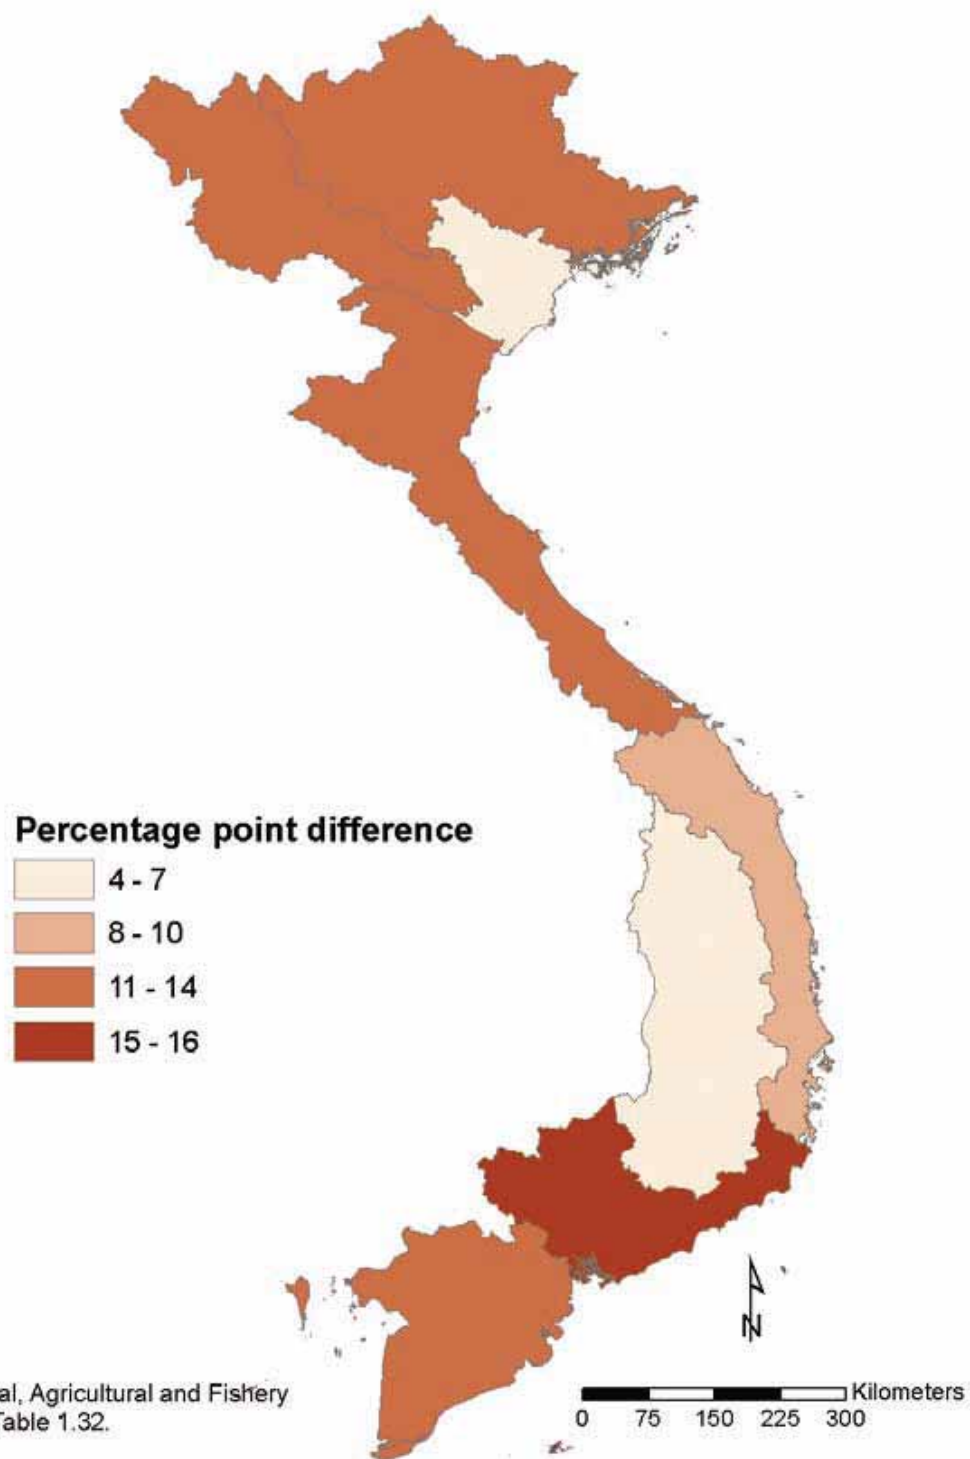 Percentage point difference
4 - 7
8 - 10
11 - 14
15 - 16
N
al, Agricultural and Fishery
Table 1.32.
Kilometers
0 75 150 225 300